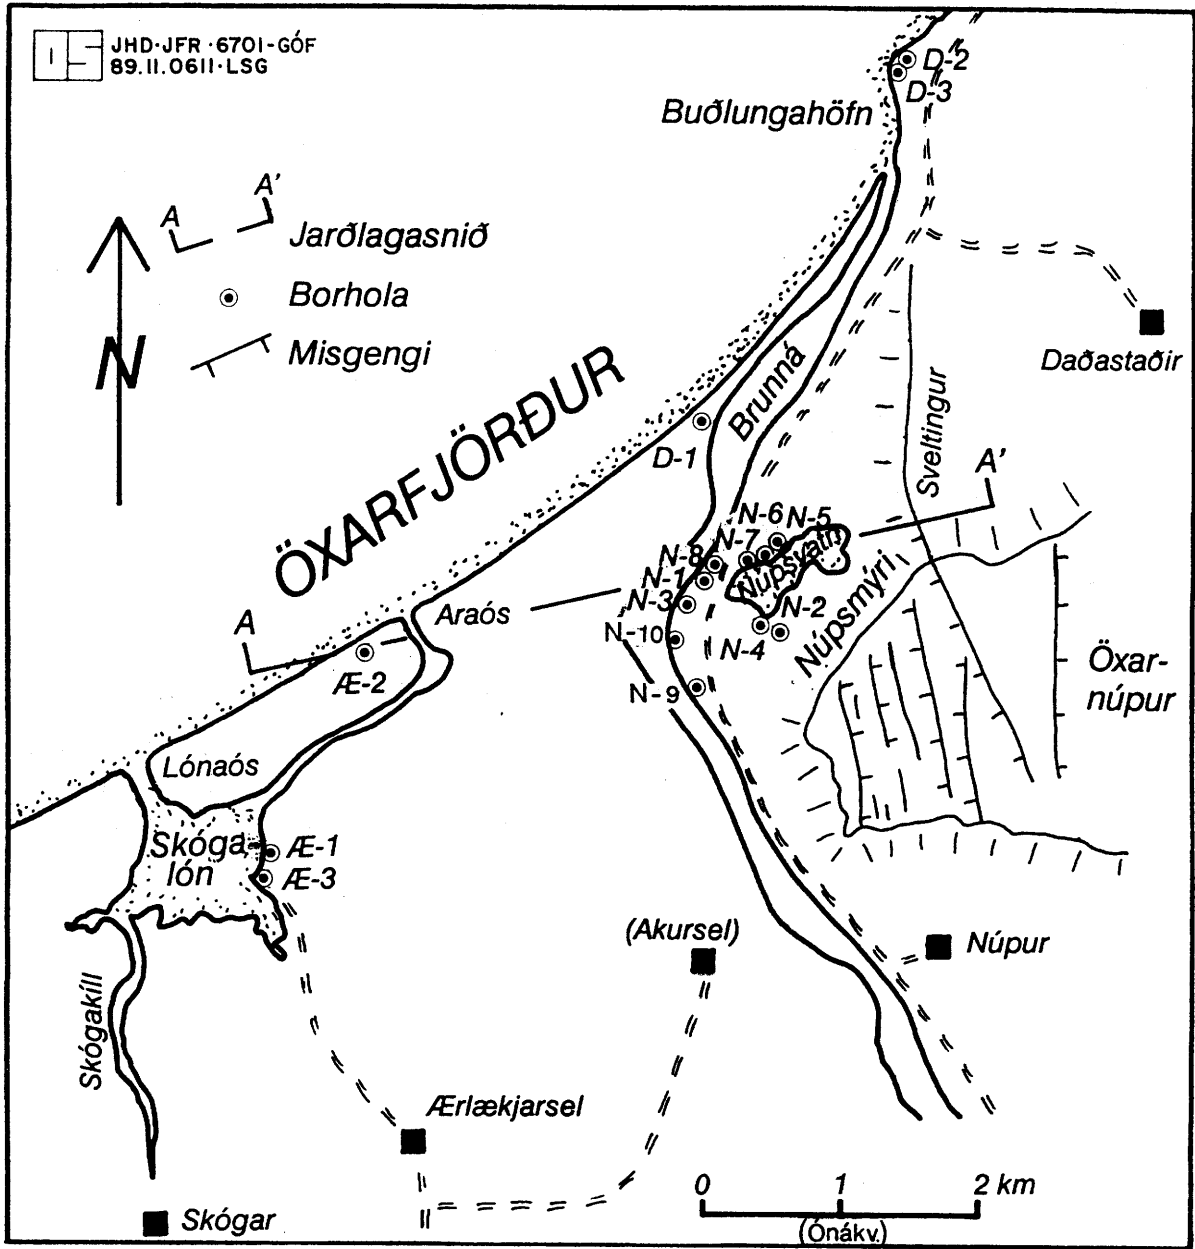 OS
JHD·JFR·6701-GÓF
89.11.0611·LSG
D-2
D-3
Buðlungahöfn
A
A'
Jarðlagasnið
Borhola
Misgengi
N
Daðastaðir
ÖXARFJÖRÐUR
Brunná
Sveltingur
D-1
A'
N-6
N-5
N-7
N-8
Núpsvatn
N-1
N-3
N-2
N-10
N-4
N-9
Núpsmýri
Öxar-
núpur
A
Araós
Æ-2
Lónaós
Skóga-
lón
Æ-1
Æ-3
(Akursel)
Núpur
Skógakíll
Ærlækjarsel
Skógar
0 1 2 km
(Ónákv.)